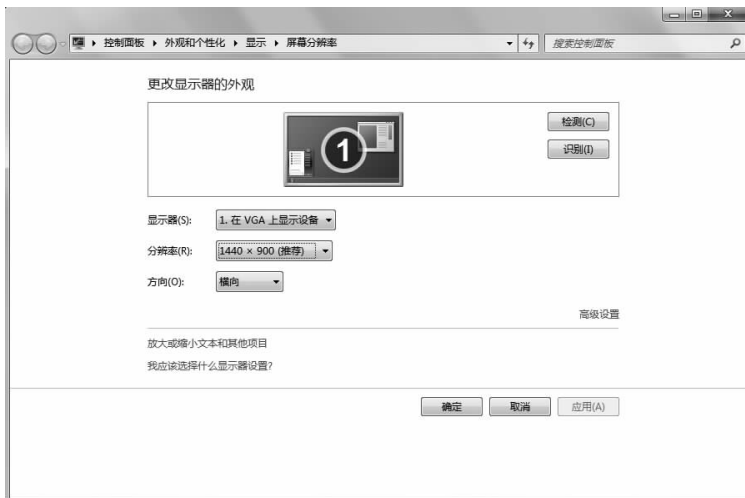 控制面板 ▸ 外观和个性化 ▸ 显示 ▸ 屏幕分辨率 搜索控制面板
更改显示器的外观
1
检测(C)
识别(I)
显示器(S): 1. 在 VGA 上显示设备
分辨率(R): 1440 × 900 (推荐)
方向(O): 横向
高级设置
放大或缩小文本和其他项目
我应该选择什么显示器设置?
确定 取消 应用(A)